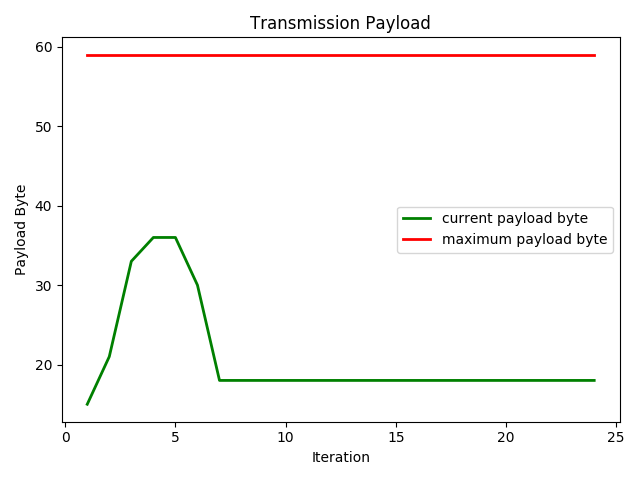 Transmission Payload
60
50
40
30
20
Payload Byte
current payload byte
maximum payload byte
0 5 10 15 20 25
Iteration